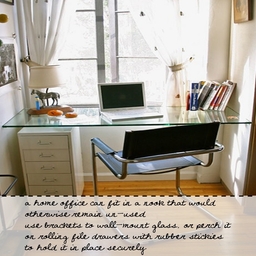 a home office can fit in a nook that would
otherwise remain un-used
use brackets to wall-mount glass, or perch it
on rolling file drawers with rubber stickies
to hold it in place securely